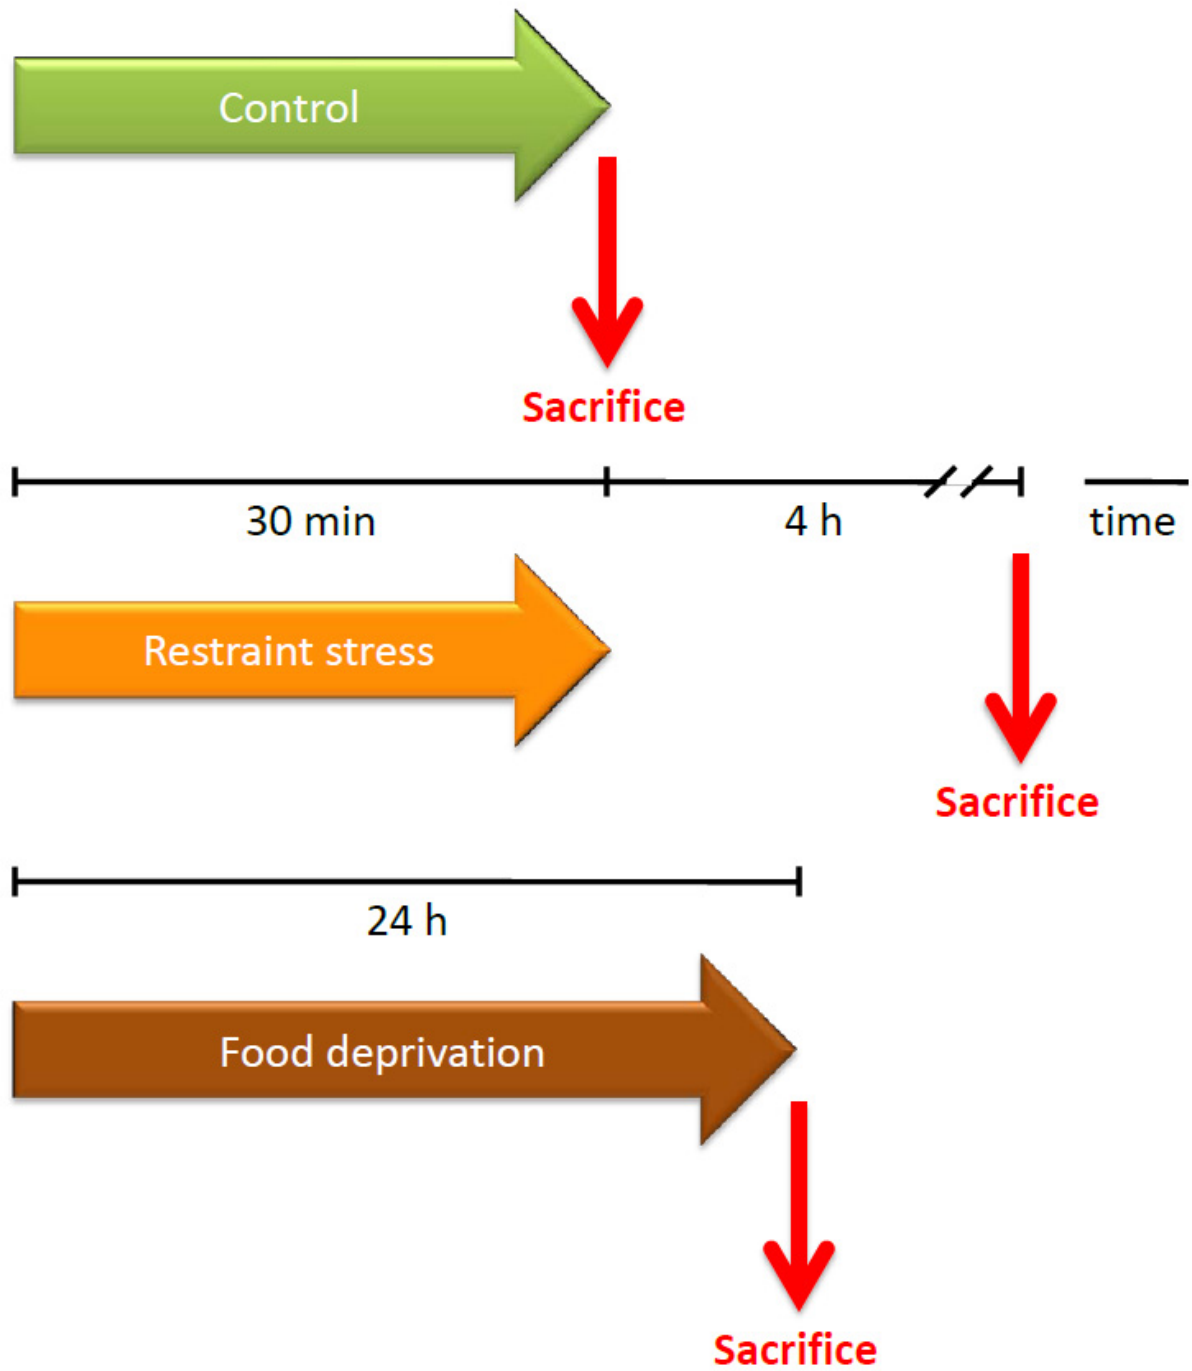 Control
Sacrifice
30 min
4 h
time
Restraint stress
Sacrifice
24 h
Food deprivation
Sacrifice